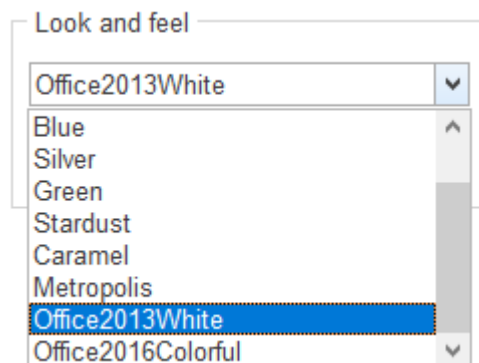 Look and feel
Office2013White
Blue
Silver
Green
Stardust
Caramel
Metropolis
Office2013White
Office2016Colorful